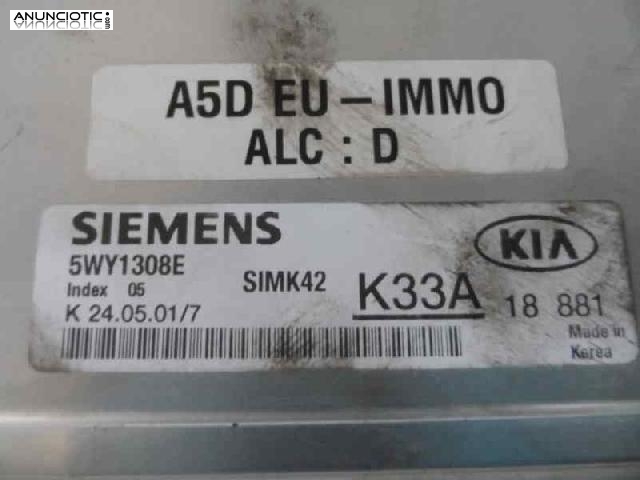 ANUNCIOTIC.es
A5D EU-IMMO
ALC : D
SIEMENS
5WY1308E
Index 05
K 24.05.01/7
SIMK42
K33A
KIA
18 881
Made in
Korea